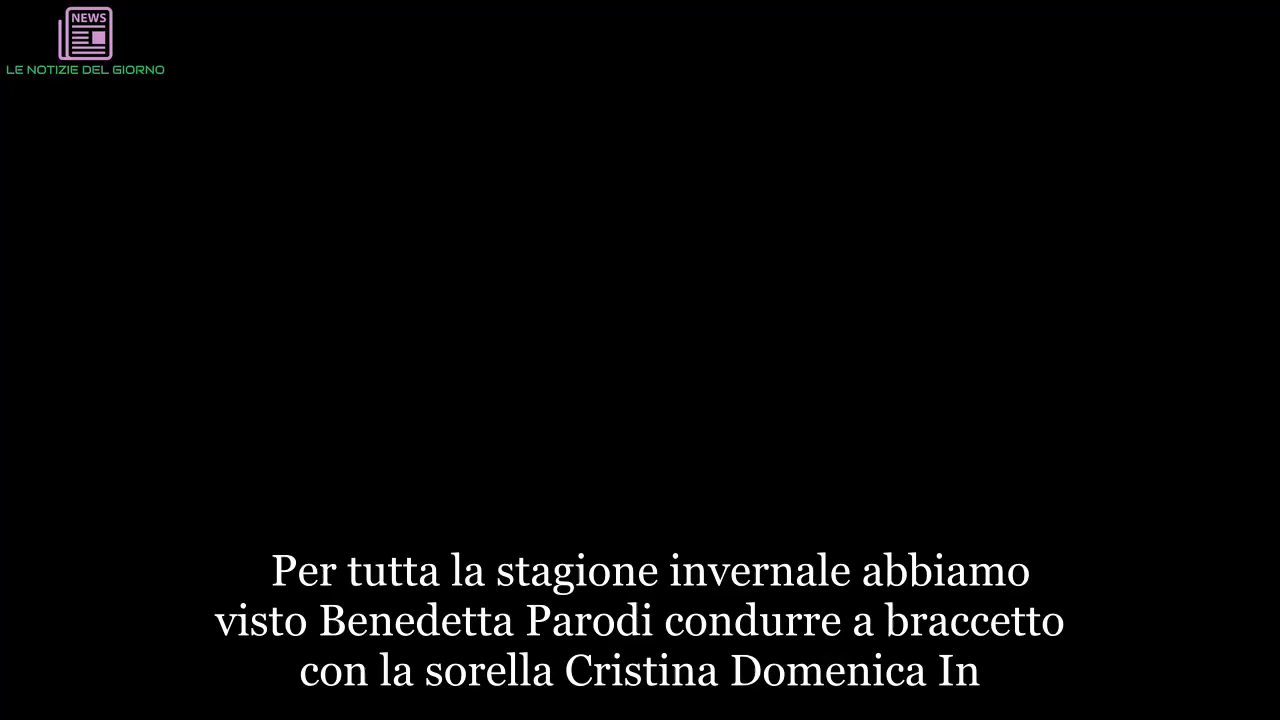 NEWS
LE NOTIZIE DEL GIORNO
Per tutta la stagione invernale abbiamo
visto Benedetta Parodi condurre a braccetto
con la sorella Cristina Domenica In